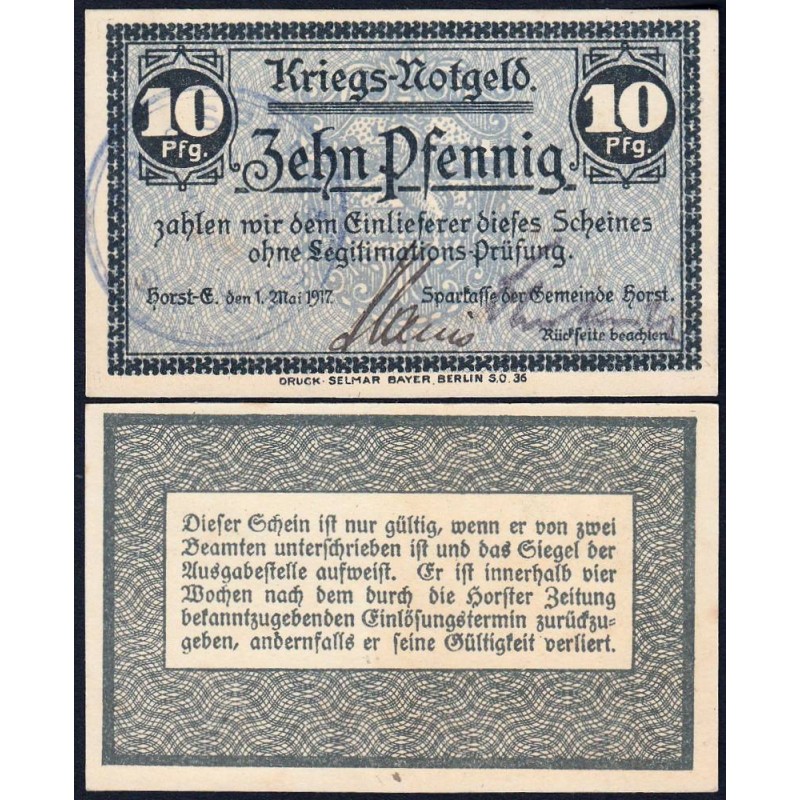 Kriegs-Notgeld.
10 Pfg.
10 Pfg.
Zehn Pfennig
zahlen wir dem Einlieferer dieses Scheines
ohne Legitimations-Prüfung.
Horst-E. den 1. Mai 1917. Sparkasse der Gemeinde Horst.
Rückseite beachten!
DRUCK: SELMAR BAYER, BERLIN S.O. 36
Dieser Schein ist nur gültig, wenn er von zwei
Beamten unterschrieben ist und das Siegel der
Ausgabestelle aufweist. Er ist innerhalb vier
Wochen nach dem durch die Horster Zeitung
bekanntzugebenden Einlösungstermin zurückzu-
geben, andernfalls er seine Gültigkeit verliert.